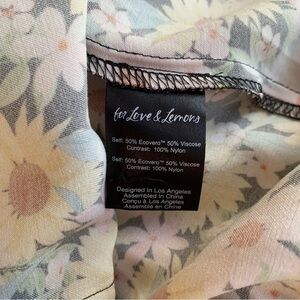 for Love & Lemons
Self: 50% Ecovero™ 50% Viscose
Contrast: 100% Nylon
Self: 50% Ecovero™ 50% Viscose
Contrast: 100% Nylon
Designed In Los Angeles
Assembled In China
Conçu à Los Angeles
Assemblé en Chine